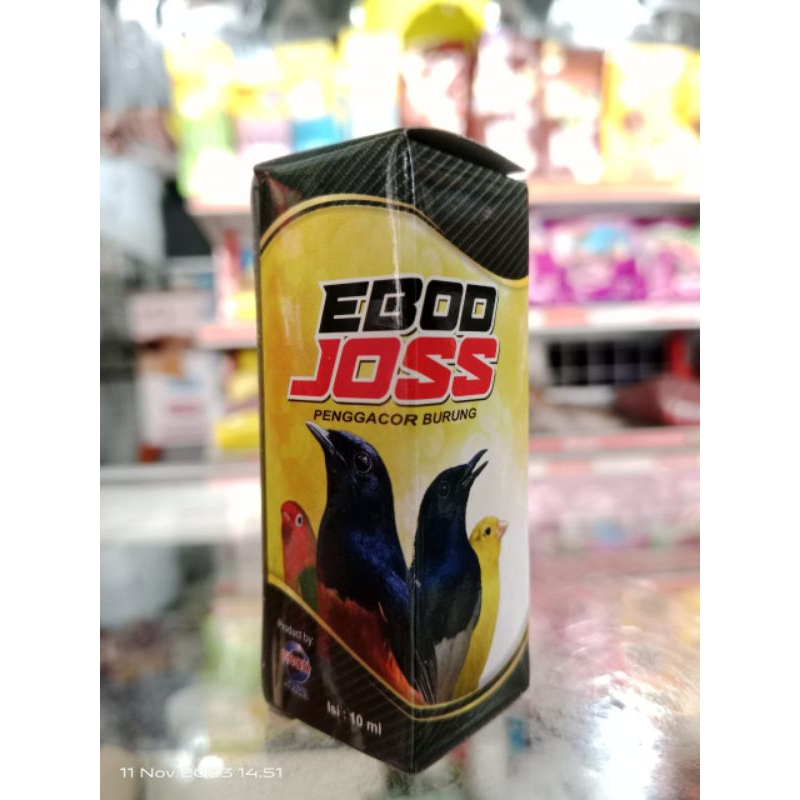 EBOD
JOSS
PENGGACOR BURUNG
Product by:
Isi : 10 ml
11 Nov 2023 14.51